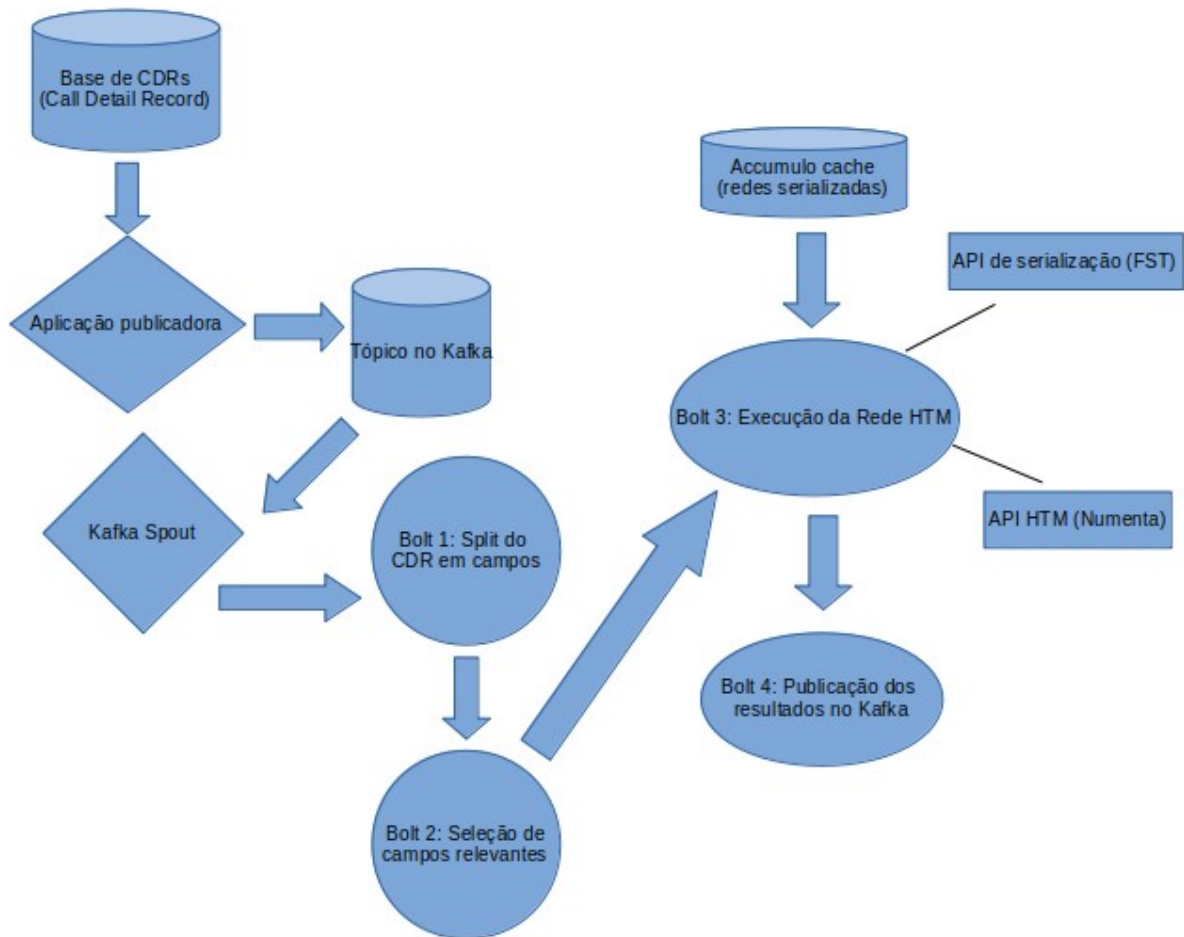 Base de CDRs
(Call Detail Record)
Aplicação publicadora
Tópico no Kafka
Kafka Spout
Bolt 1: Split do
CDR em campos
Bolt 2: Seleção de
campos relevantes
Accumulo cache
(redes serializadas)
API de serialização (FST)
Bolt 3: Execução da Rede HTM
API HTM (Numenta)
Bolt 4: Publicação dos
resultados no Kafka